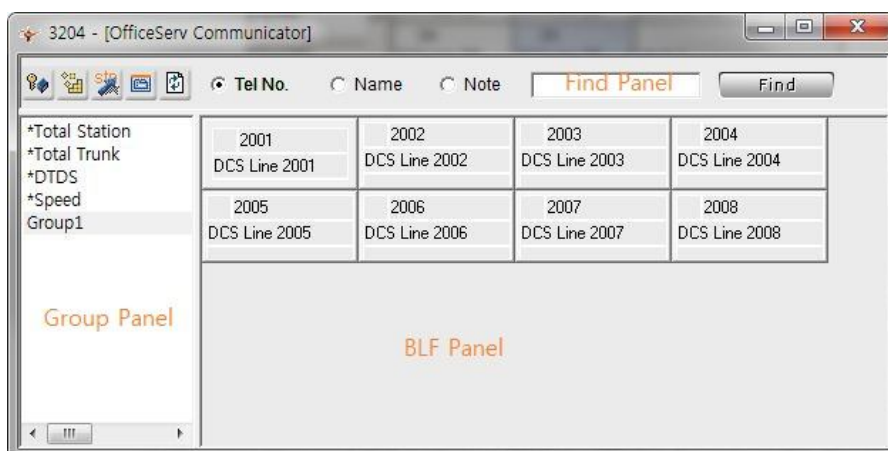 3204 - [OfficeServ Communicator]
Tel No. Name Note Find Panel Find
*Total Station
*Total Trunk
*DTDS
*Speed
Group1
Group Panel
2001 2002 2003 2004
DCS Line 2001 DCS Line 2002 DCS Line 2003 DCS Line 2004
2005 2006 2007 2008
DCS Line 2005 DCS Line 2006 DCS Line 2007 DCS Line 2008
BLF Panel